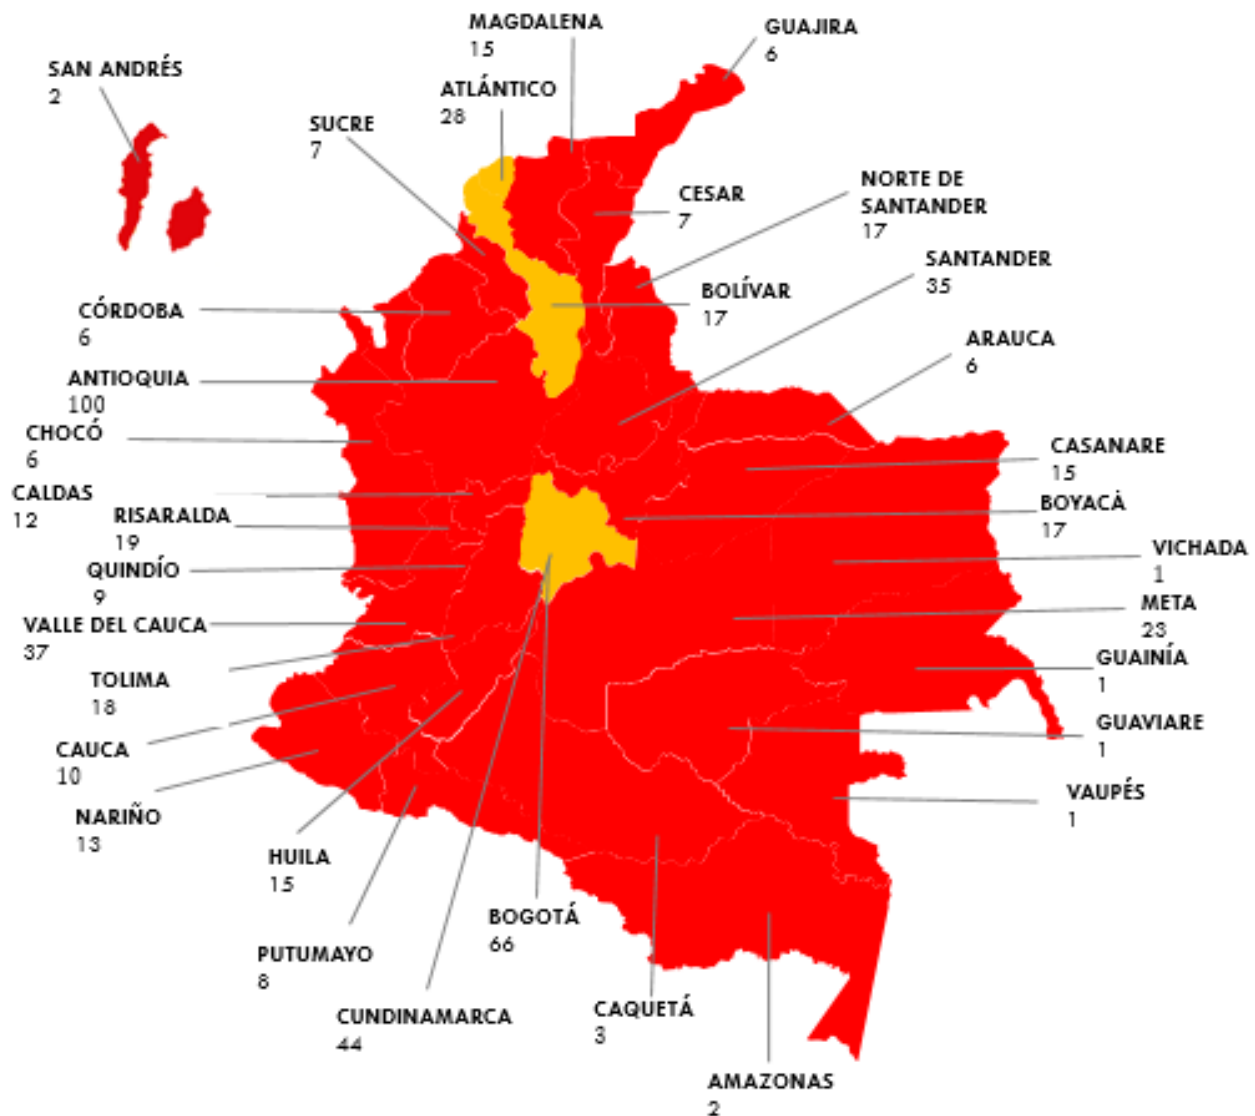 MAGDALENA
15
GUAJIRA
6
SAN ANDRÉS
2
ATLÁNTICO
28
SUCRE
7
CESAR
7
NORTE DE
SANTANDER
17
SANTANDER
35
BOLÍVAR
17
CÓRDOBA
6
ARAUCA
6
ANTIOQUIA
100
CHOCÓ
6
CASANARE
15
CALDAS
12
BOYACÁ
17
RISARALDA
19
VICHADA
1
QUINDÍO
9
META
23
VALLE DEL CAUCA
37
GUAINÍA
1
TOLIMA
18
GUAVIARE
1
CAUCA
10
VAUPÉS
1
NARIÑO
13
HUILA
15
BOGOTÁ
66
PUTUMAYO
8
CUNDINAMARCA
44
CAQUETÁ
3
AMAZONAS
2